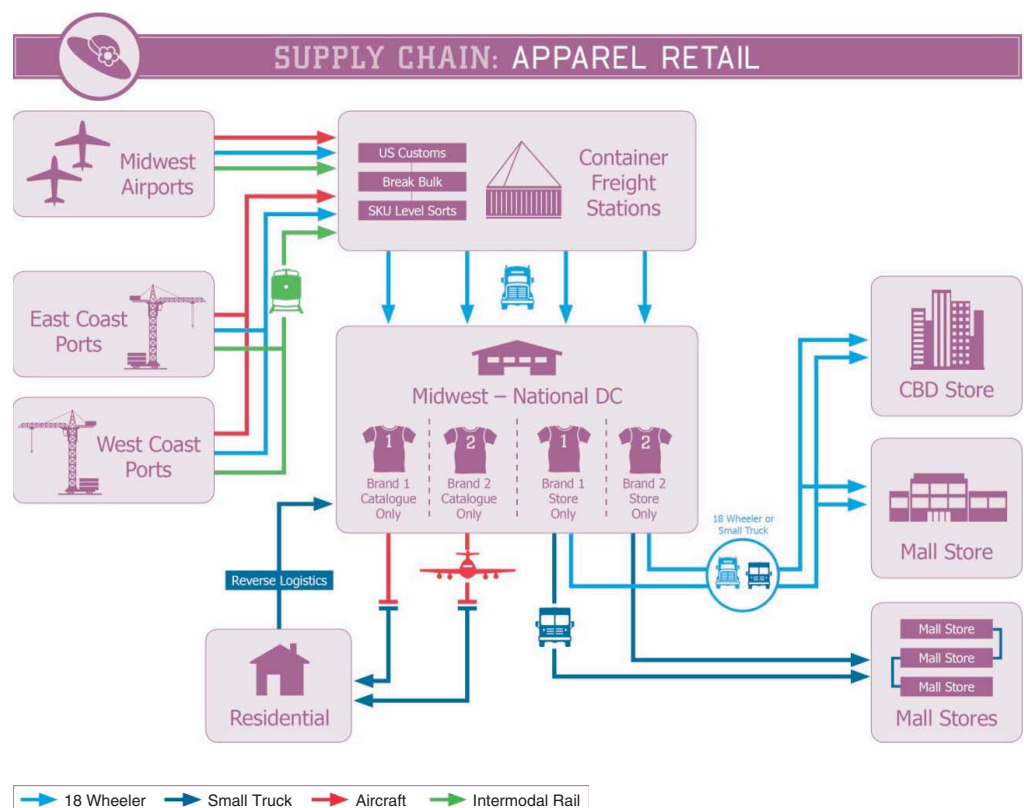 SUPPLY CHAIN: APPAREL RETAIL
Midwest
Airports
US Customs
Break Bulk
SKU Level Sorts
Container
Freight
Stations
East Coast
Ports
West Coast
Ports
Midwest – National DC
1
2
1
2
Brand 1
Catalogue
Only
Brand 2
Catalogue
Only
Brand 1
Store
Only
Brand 2
Store
Only
CBD Store
Mall Store
18 Wheeler or
Small Truck
Reverse Logistics
Residential
Mall Store
Mall Store
Mall Store
Mall Stores
18 Wheeler
Small Truck
Aircraft
Intermodal Rail